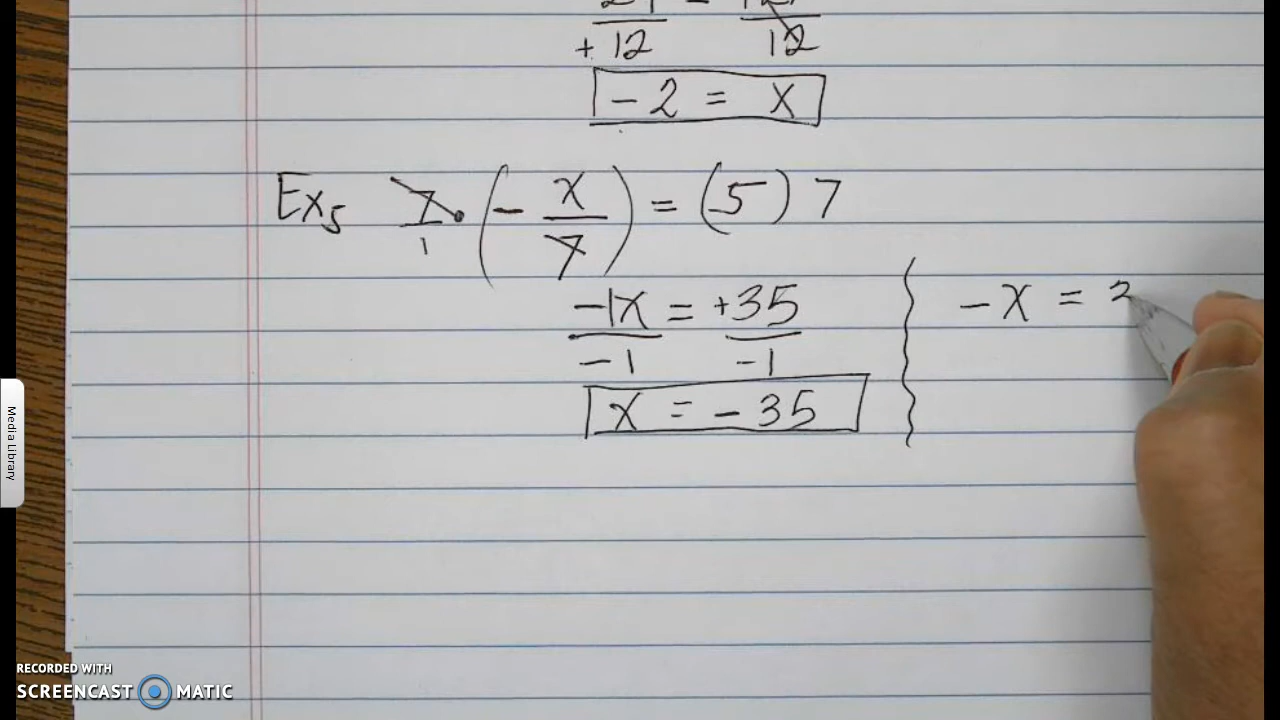 + 12 12
- 2 = X
Ex5 7/1 · (- x/7) = (5) 7
-1x = +35
-1 -1
x = -35
- x = 3
Media Library
RECORDED WITH
SCREENCAST MATIC